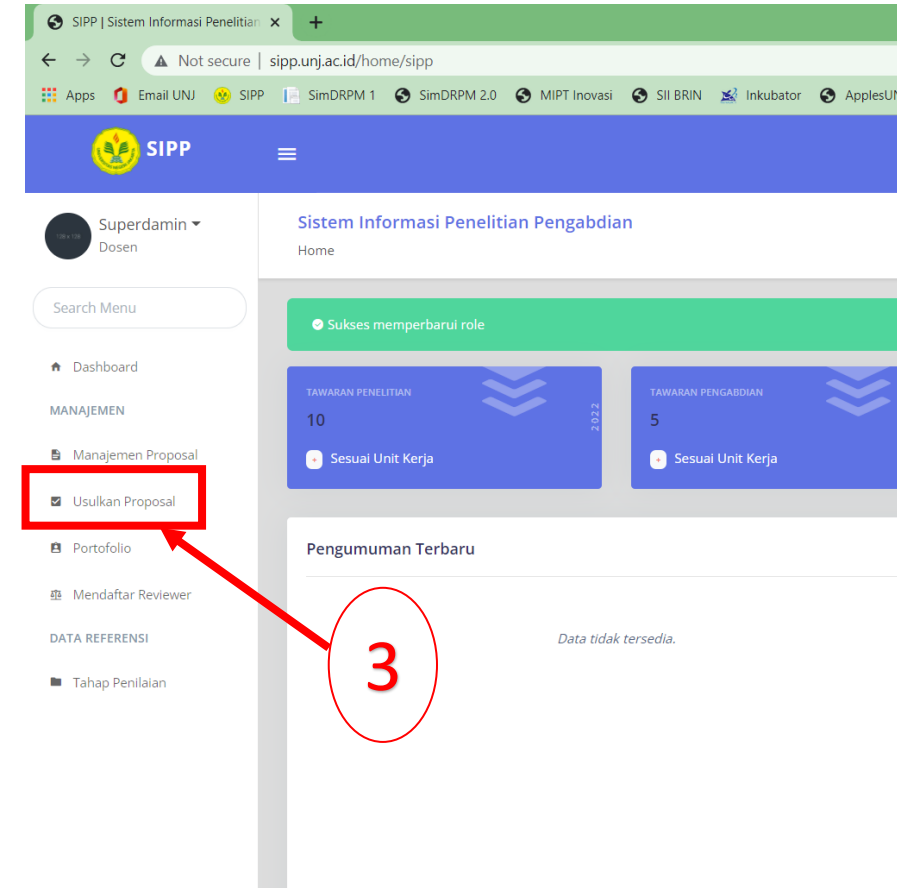 SIPP | Sistem Informasi Penelitian
Not secure | sipp.unj.ac.id/home/sipp
Apps Email UNJ SIPP SimDRPM 1 SimDRPM 2.0 MIPT Inovasi SII BRIN Inkubator ApplesUN
SIPP
Superdamin
Dosen
Search Menu
Dashboard
MANAJEMEN
Manajemen Proposal
Usulkan Proposal
Portofolio
Mendaftar Reviewer
DATA REFERENSI
Tahap Penilaian
Sistem Informasi Penelitian Pengabdian
Home
Sukses memperbarui role
TAWARAN PENELITIAN
10
2022
Sesuai Unit Kerja
TAWARAN PENGABDIAN
5
Sesuai Unit Kerja
Pengumuman Terbaru
Data tidak tersedia.
3